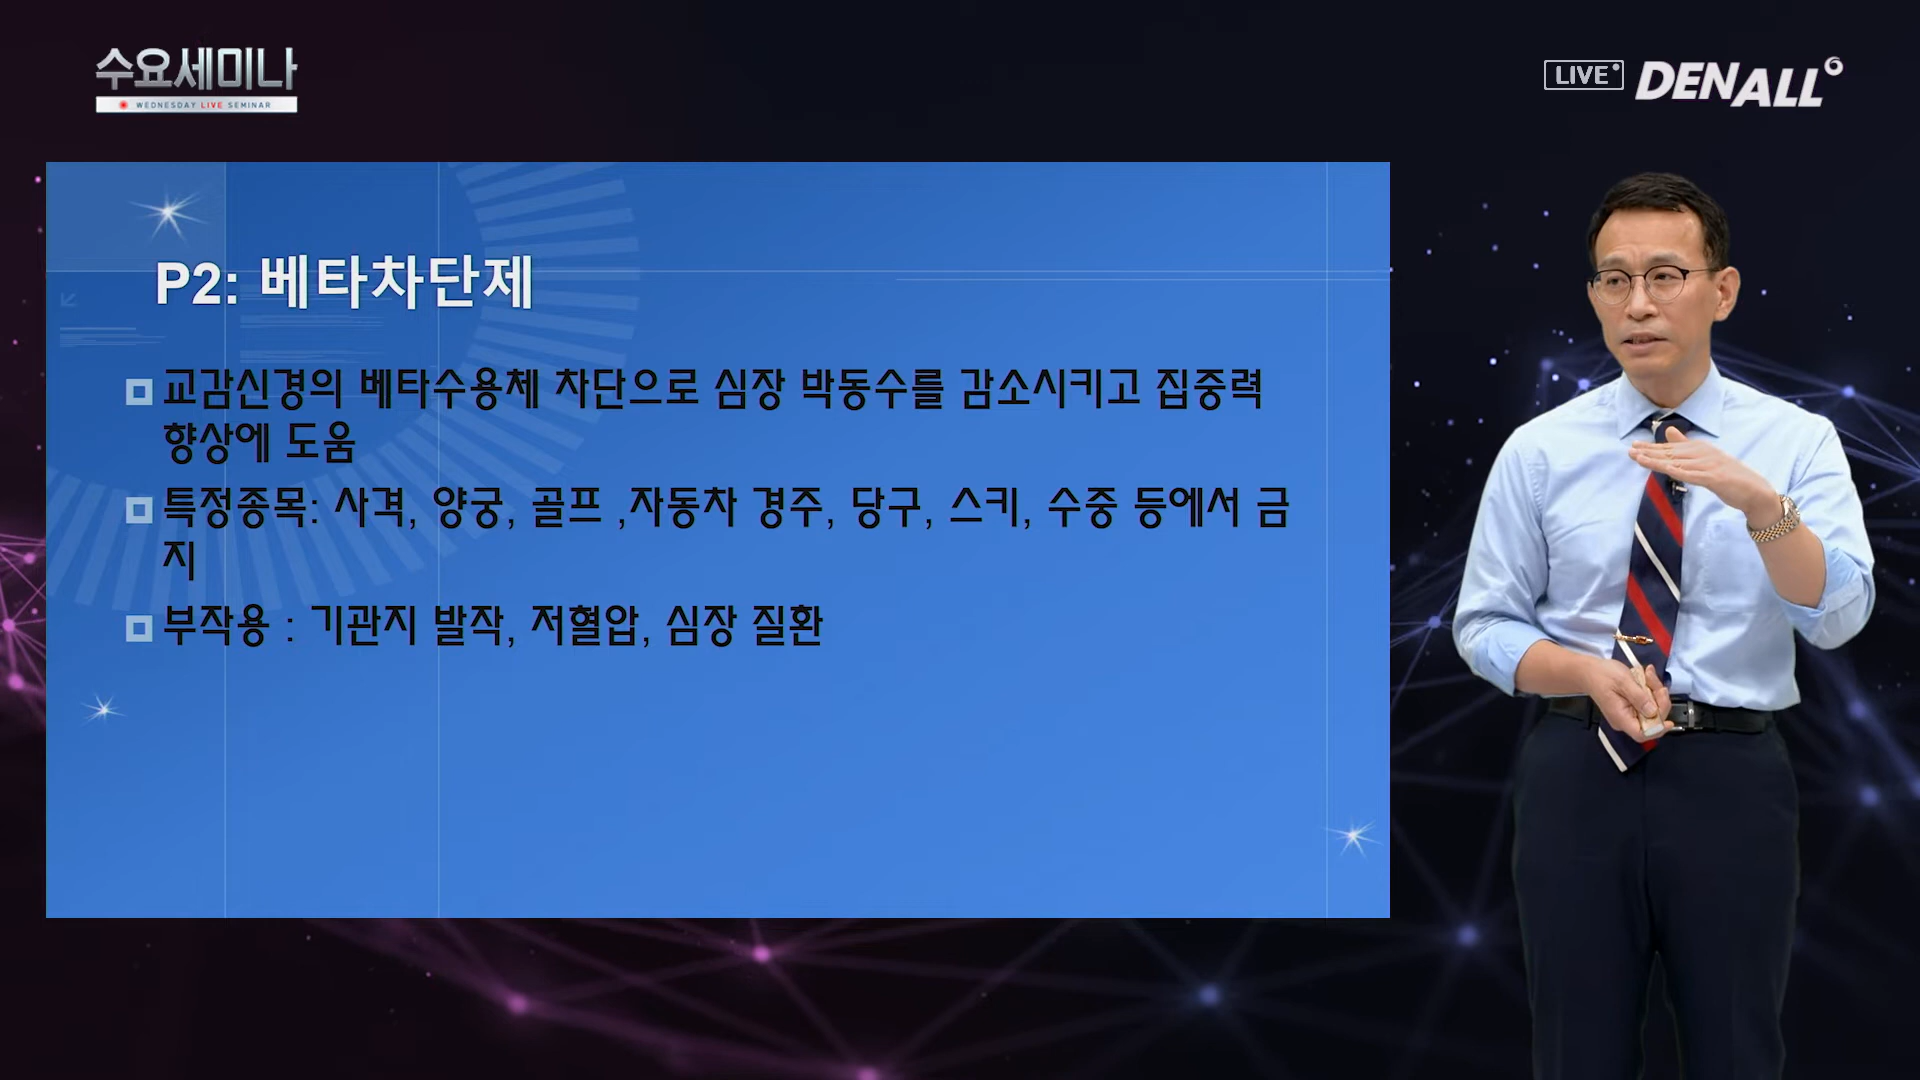 수요세미나
WEDNESDAY LIVE SEMINAR
LIVE
DENALL
P2: 베타차단제
교감신경의 베타수용체 차단으로 심장 박동수를 감소시키고 집중력
향상에 도움
특정종목: 사격, 양궁, 골프 ,자동차 경주, 당구, 스키, 수중 등에서 금
지
부작용 : 기관지 발작, 저혈압, 심장 질환